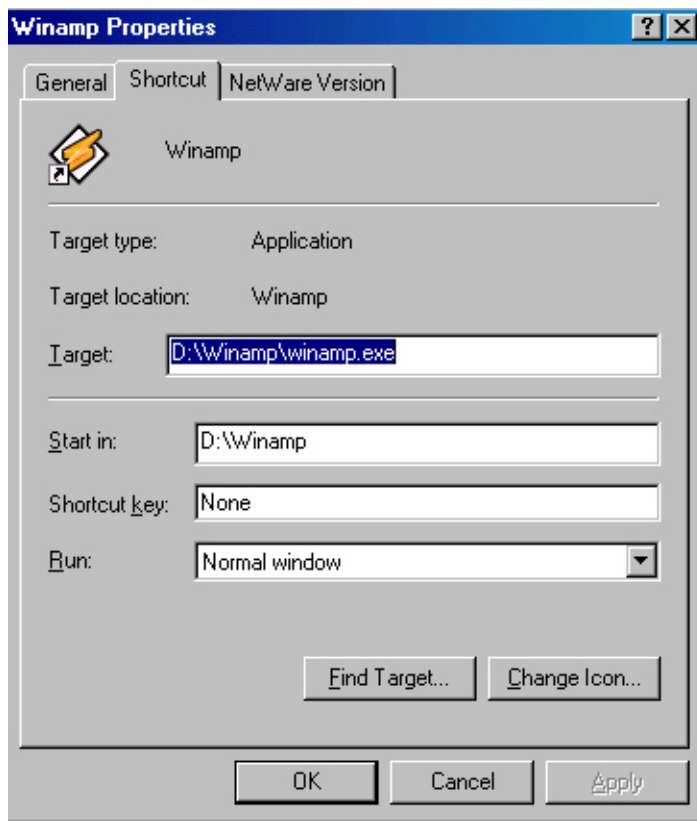 Winamp Properties
General Shortcut NetWare Version
Winamp
Target type: Application
Target location: Winamp
Target: D:\Winamp\winamp.exe
Start in: D:\Winamp
Shortcut key: None
Run: Normal window
Find Target... Change Icon...
OK Cancel Apply